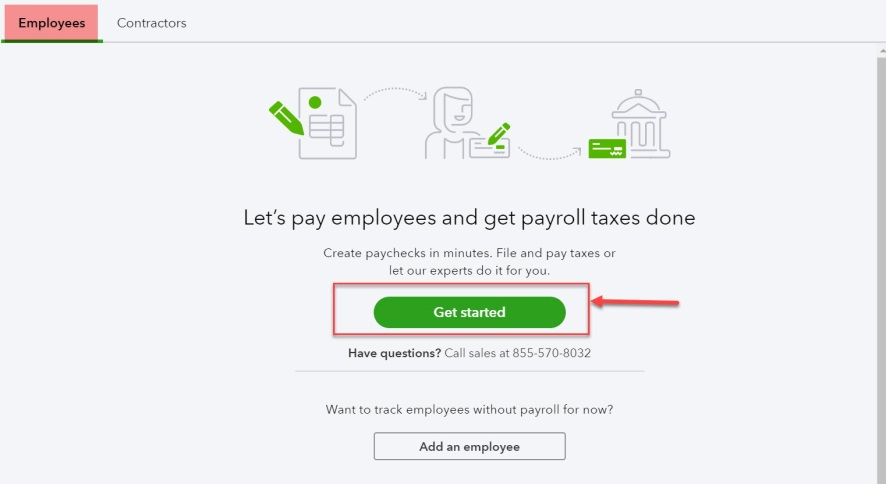 Employees Contractors
Let's pay employees and get payroll taxes done
Create paychecks in minutes. File and pay taxes or
let our experts do it for you.
Get started
Have questions? Call sales at 855-570-8032
Want to track employees without payroll for now?
Add an employee